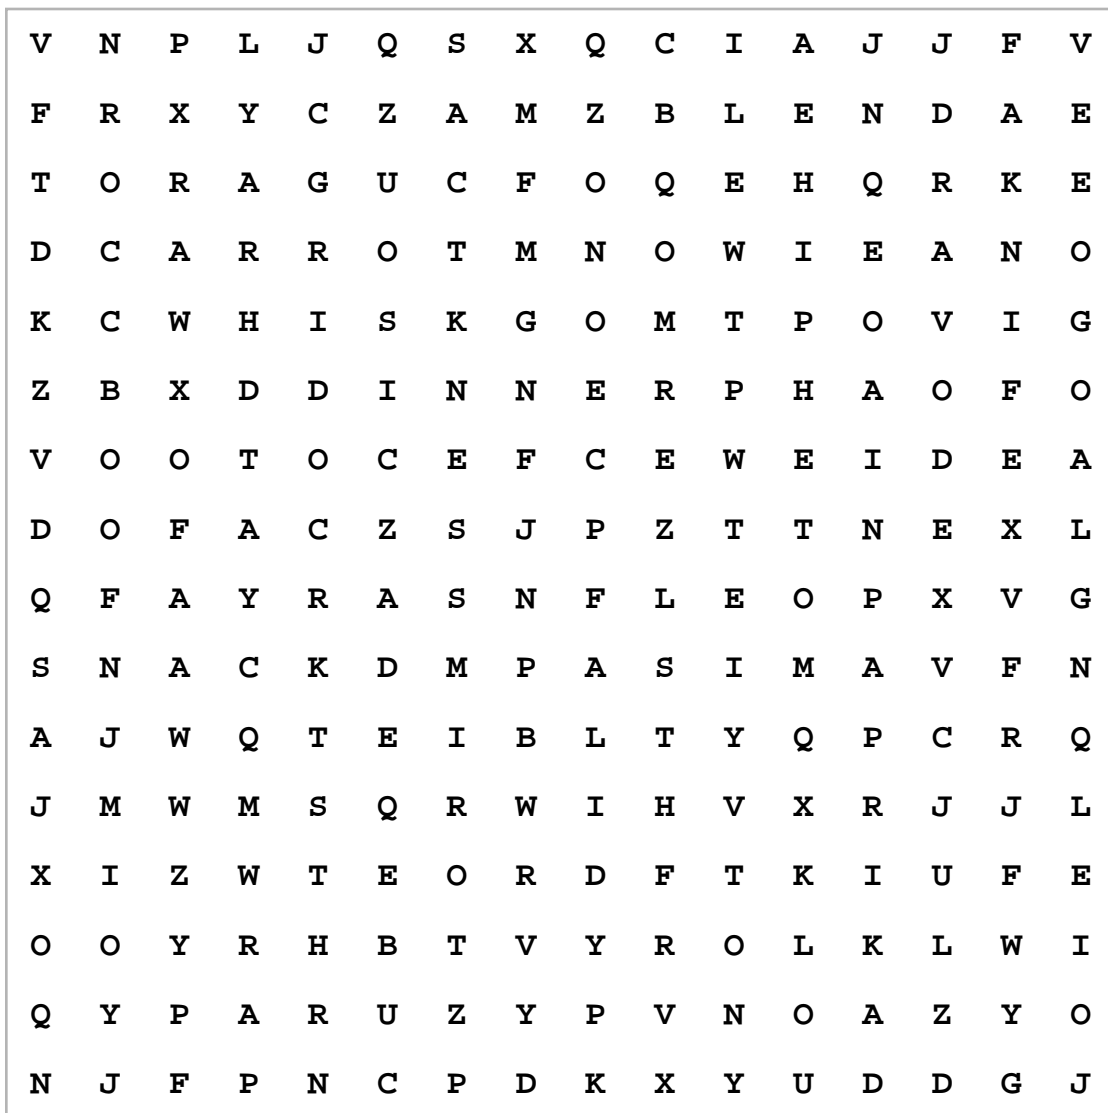 V N P L J Q S X Q C I A J J F V
F R X Y C Z A M Z B L E N D A E
T O R A G U C F O Q E H Q R K E
D C A R R O T M N O W I E A N O
K C W H I S K G O M T P O V I G
Z B X D D I N N E R P H A O F O
V O O T O C E F C E W E I D E A
D O F A C Z S J P Z T T N E X L
Q F A Y R A S N F L E O P X V G
S N A C K D M P A S I M A V F N
A J W Q T E I B L T Y Q P C R Q
J M W M S Q R W I H V X R J J L
X I Z W T E O R D F T K I U F E
O O Y R H B T V Y R O L K L W I
Q Y P A R U Z Y P V N O A Z Y O
N J F P N C P D K X Y U D D G J